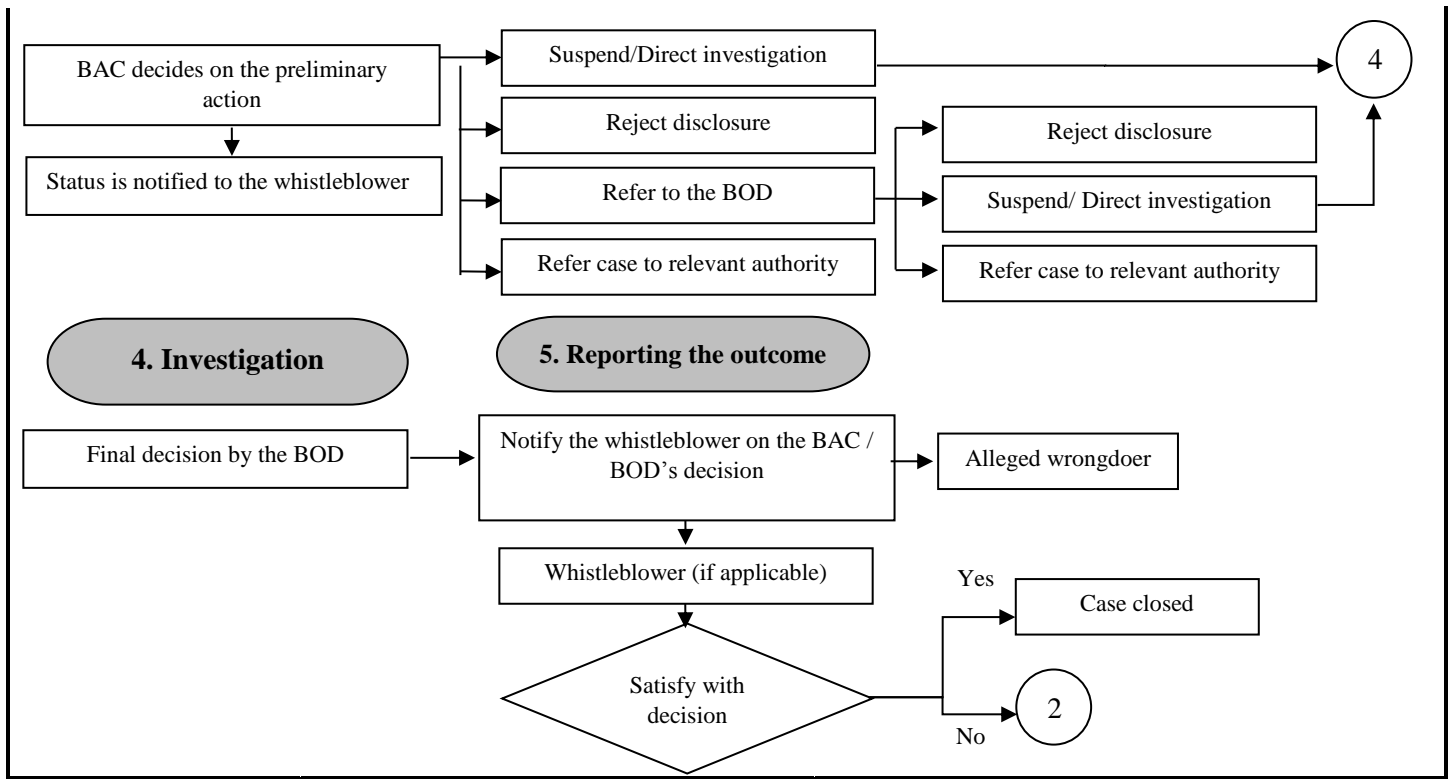 BAC decides on the preliminary
action
Status is notified to the whistleblower
Suspend/Direct investigation
Reject disclosure
Refer to the BOD
Refer case to relevant authority
Reject disclosure
Suspend/ Direct investigation
Refer case to relevant authority
4
4. Investigation
5. Reporting the outcome
Final decision by the BOD
Notify the whistleblower on the BAC /
BOD’s decision
Alleged wrongdoer
Whistleblower (if applicable)
Satisfy with
decision
Yes
Case closed
No
2